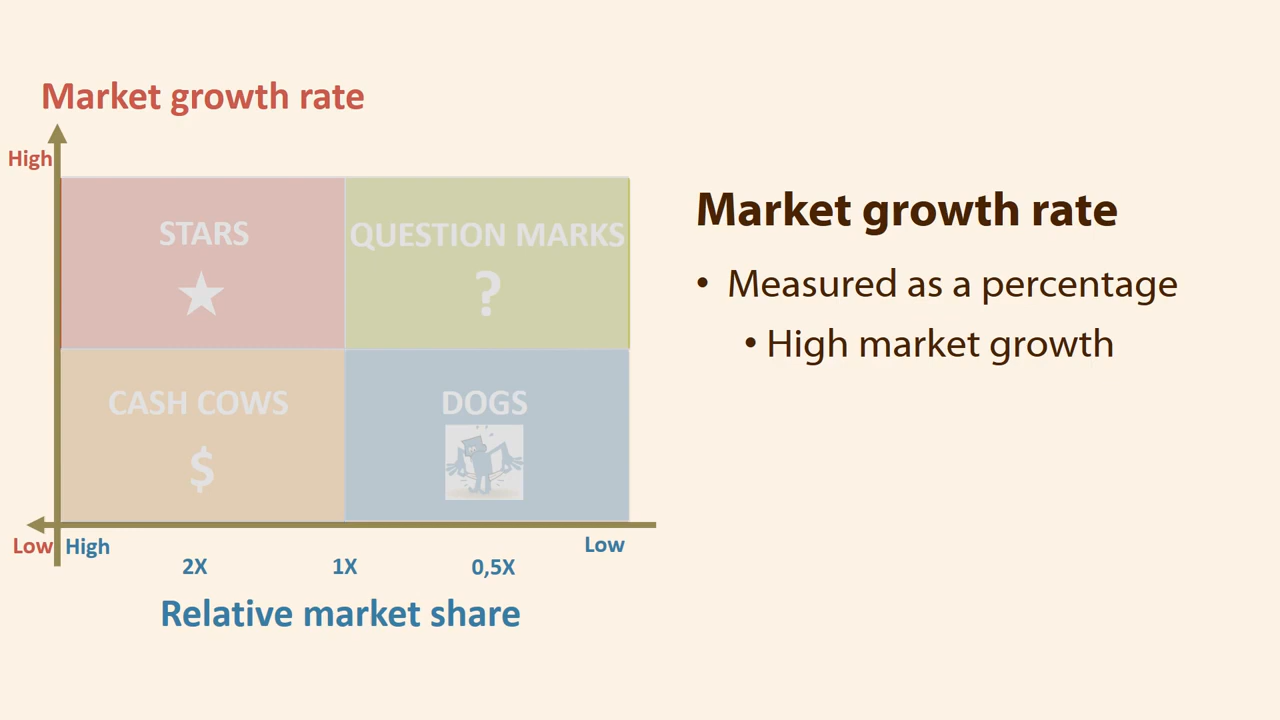 Market growth rate
High
STARS
QUESTION MARKS
?
CASH COWS
$
DOGS
Low
High
Low
2X
1X
0,5X
Relative market share
Market growth rate
• Measured as a percentage
• High market growth